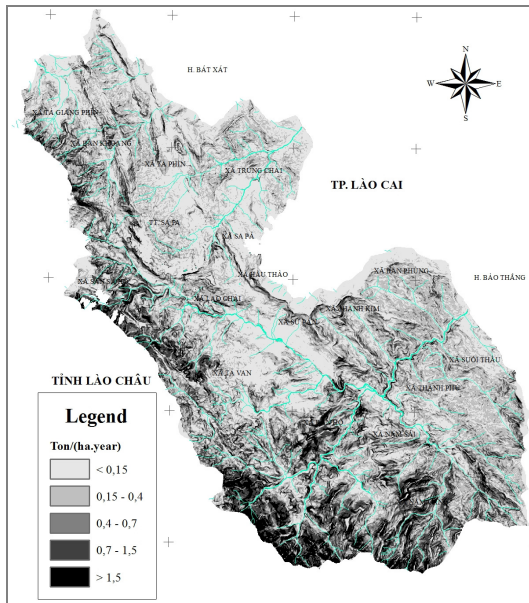 N
H. BÁT XÁT
W
E
S
XÃ TẢ GIÀNG PHÌN
XÃ BẢN KHOANG
XÃ TẢ PHÌN
XÃ TRUNG CHẢI
TP. LÀO CAI
TT. SA PA
XÃ SA PẢ
XÃ HẦU THÀO
XÃ BẢN PHÙNG
H. BẢO THẮNG
XÃ SAN SẢ
XÃ LAO CHẢI
XÃ THANH KIM
XÃ SỬ PÁN
XÃ SUỐI THẦU
XÃ TẢ VAN
XÃ THANH PHÚ
TỈNH LÀO CHÂU
XÃ NẬM SÀI
Legend
Ton/(ha.year)
< 0,15
0,15 - 0,4
0,4 - 0,7
0,7 - 1,5
> 1,5